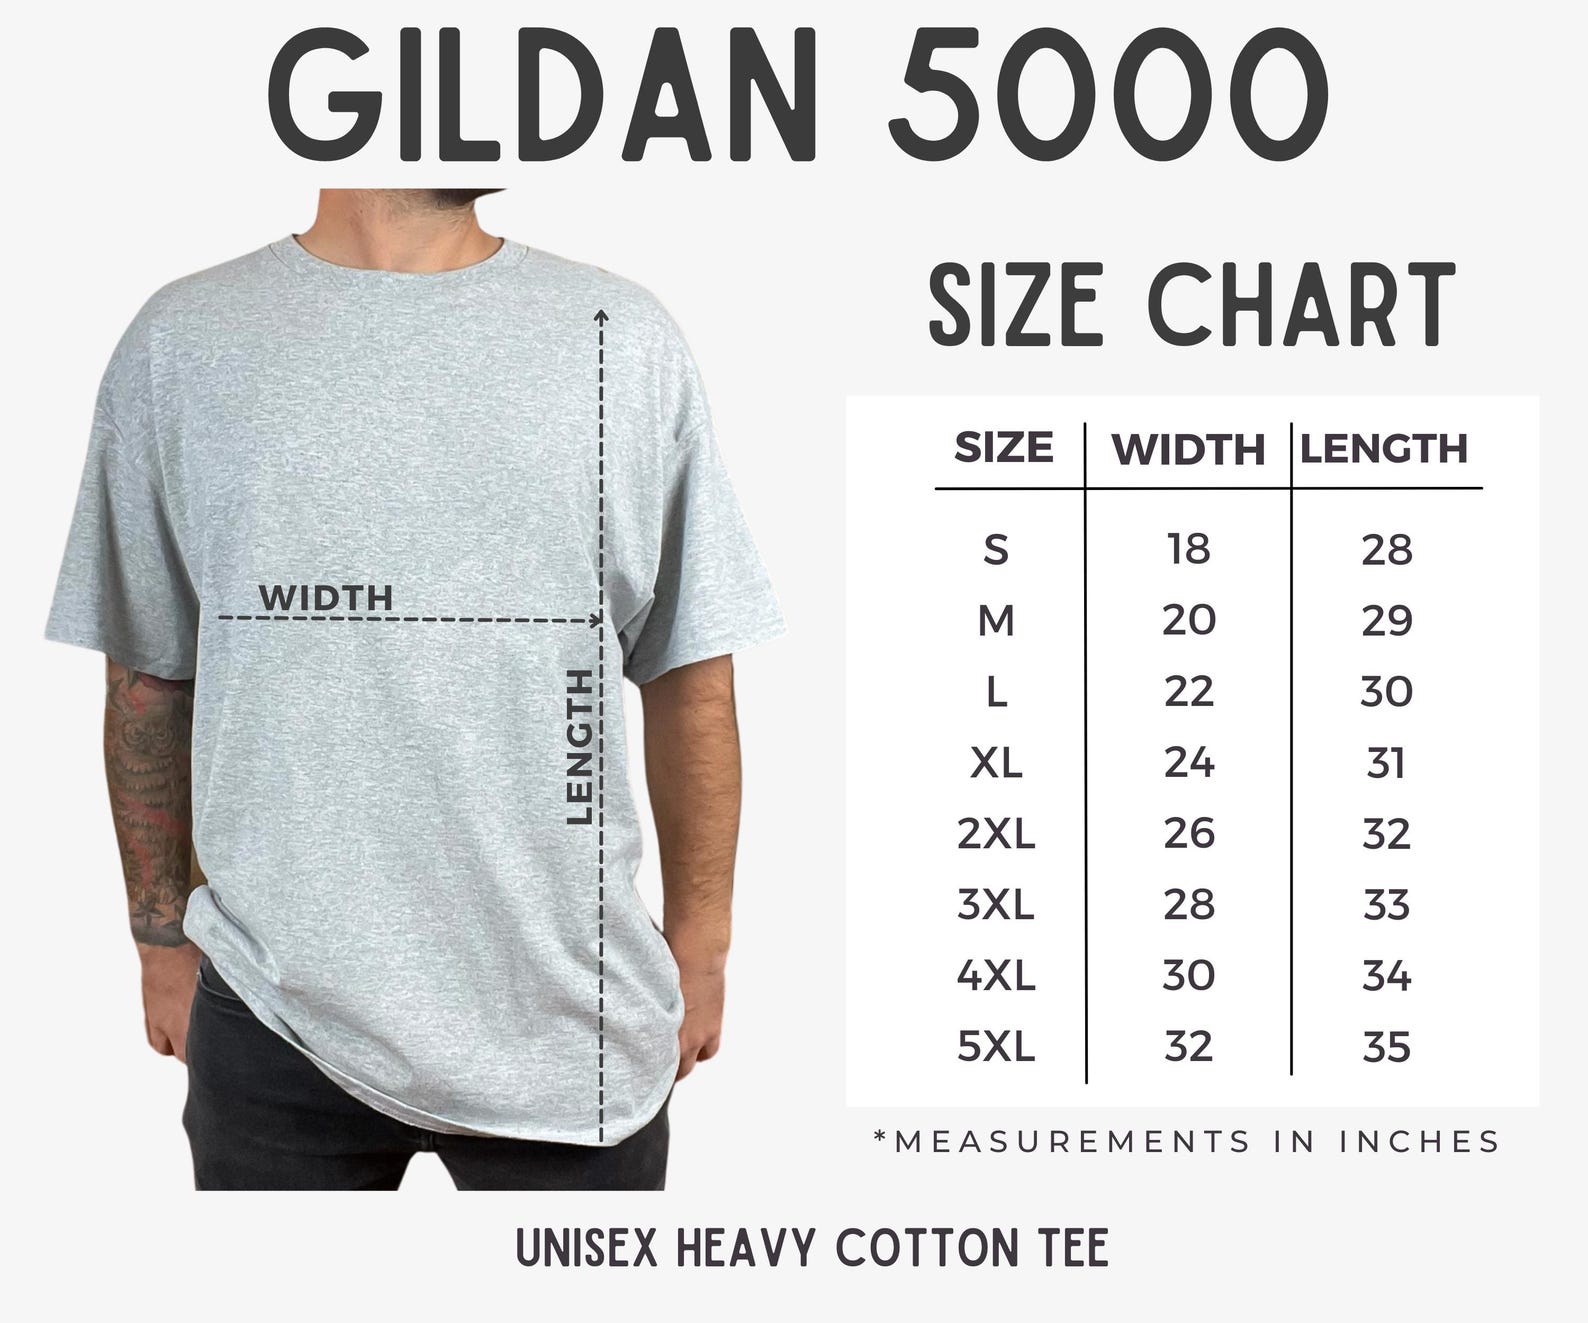 GILDAN 5000
SIZE CHART
WIDTH
LENGTH
SIZE WIDTH LENGTH
S 18 28
M 20 29
L 22 30
XL 24 31
2XL 26 32
3XL 28 33
4XL 30 34
5XL 32 35
*MEASUREMENTS IN INCHES
UNISEX HEAVY COTTON TEE